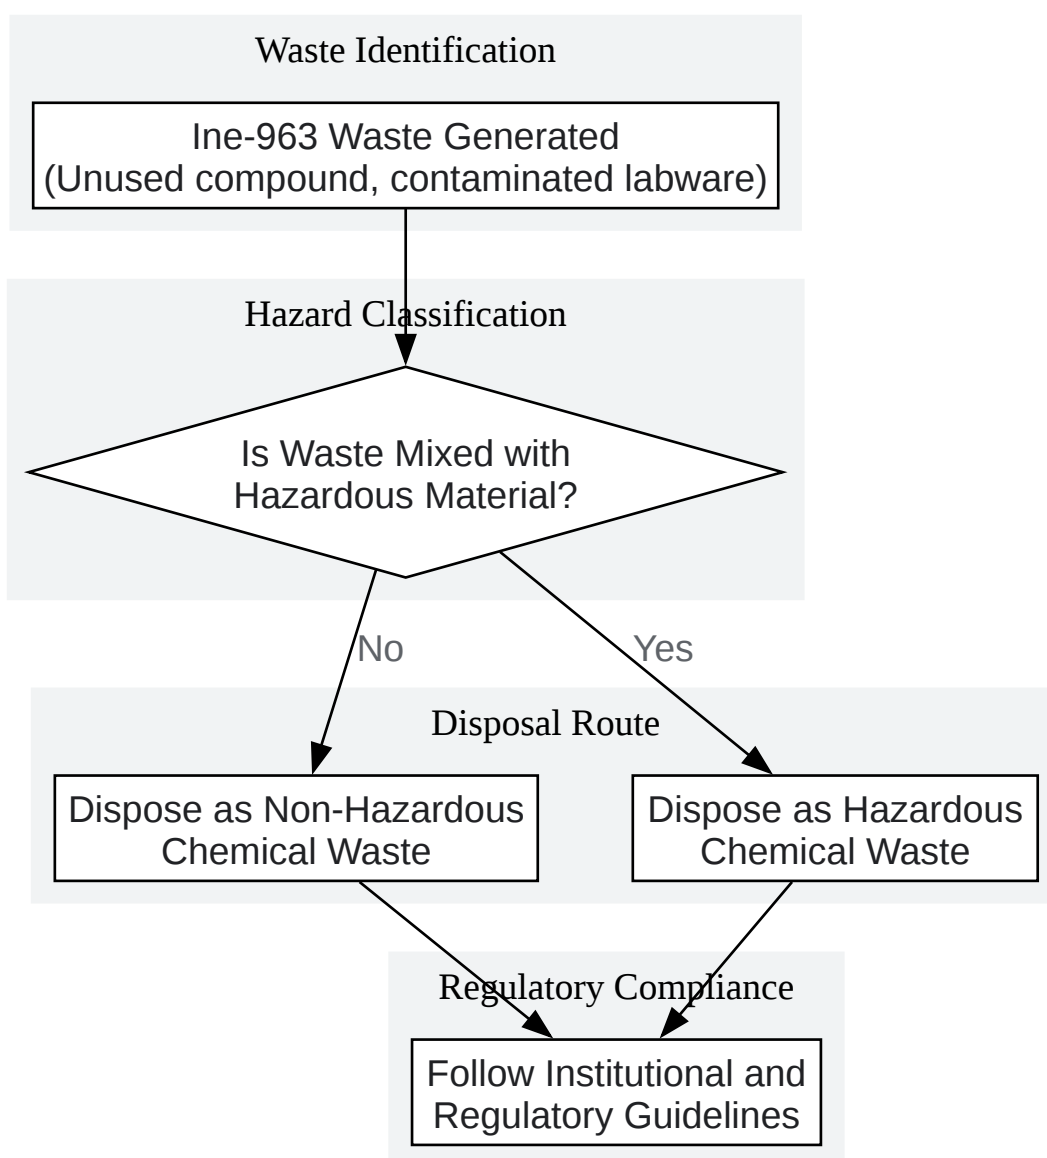 Waste Identification
Ine-963 Waste Generated
(Unused compound, contaminated labware)
Hazard Classification
Is Waste Mixed with
Hazardous Material?
No
Yes
Disposal Route
Dispose as Non-Hazardous
Chemical Waste
Dispose as Hazardous
Chemical Waste
Regulatory Compliance
Follow Institutional and
Regulatory Guidelines